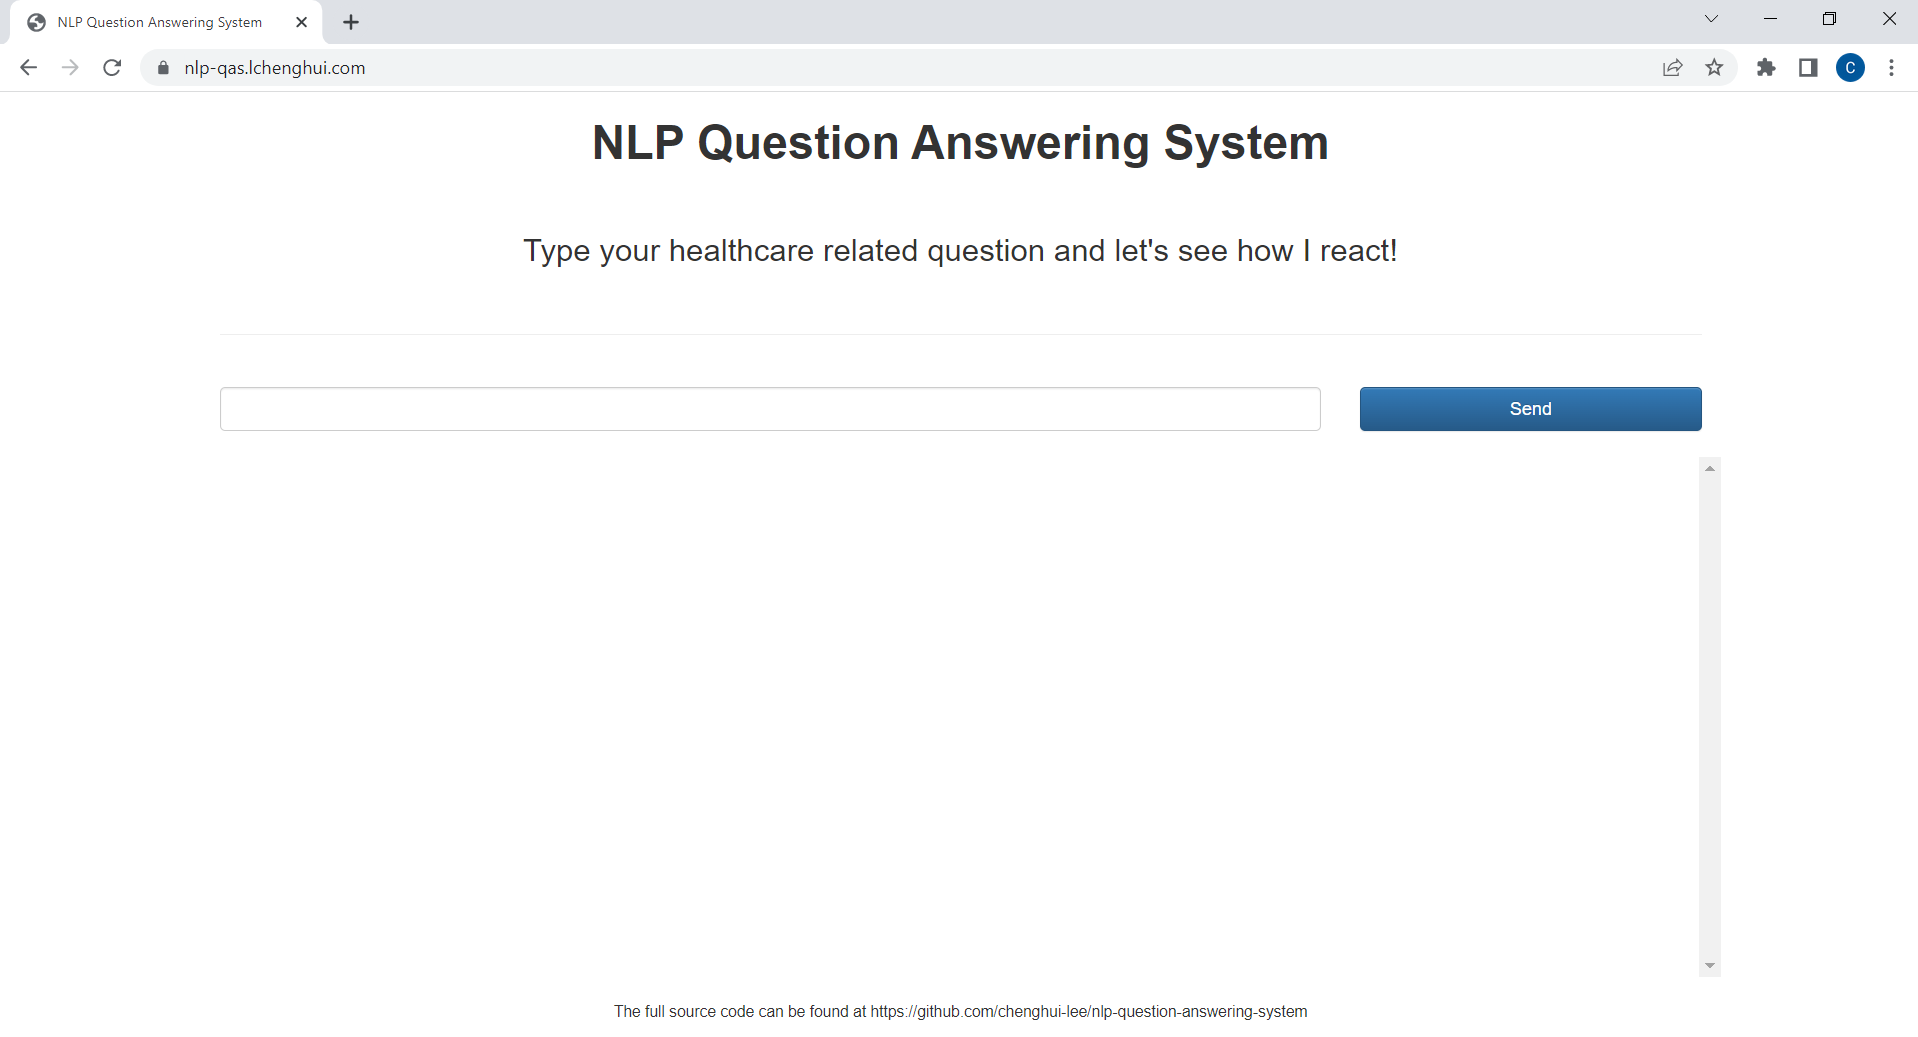 NLP Question Answering System
nlp-qas.lchenghui.com
C
NLP Question Answering System
Type your healthcare related question and let's see how I react!
Send
The full source code can be found at https://github.com/chenghui-lee/nlp-question-answering-system